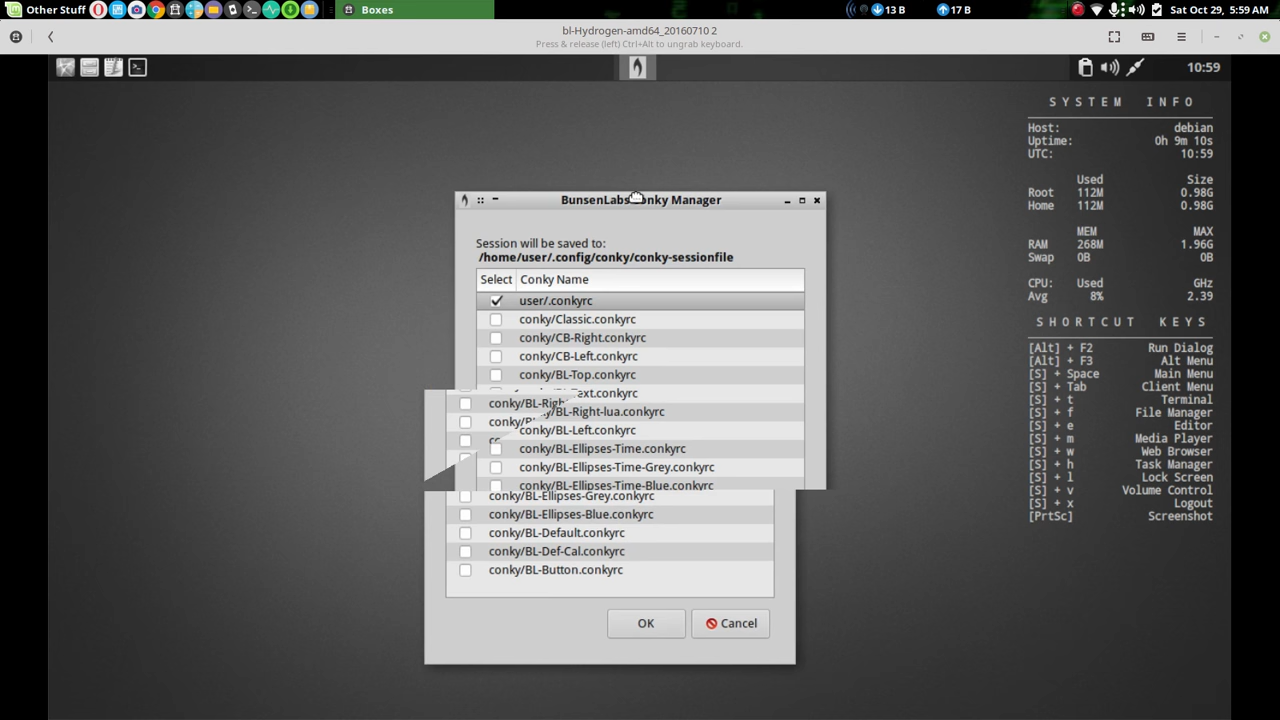 Other Stuff
Boxes
13 B
17 B
Sat Oct 29, 5:59 AM
bl-Hydrogen-amd64_20160710 2
Press & release (left) Ctrl+Alt to ungrab keyboard.
10:59
BunsenLabs Conky Manager
Session will be saved to:
/home/user/.config/conky/conky-sessionfile
Select Conky Name
user/.conkyrc
conky/Classic.conkyrc
conky/CB-Right.conkyrc
conky/CB-Left.conkyrc
conky/BL-Top.conkyrc
conky/BL-Right-lua.conkyrc
conky/BL-Left.conkyrc
conky/BL-Ellipses-Time.conkyrc
conky/BL-Ellipses-Time-Grey.conkyrc
conky/BL-Ellipses-Time-Blue.conkyrc
conky/BL-Ellipses-Grey.conkyrc
conky/BL-Ellipses-Blue.conkyrc
conky/BL-Default.conkyrc
conky/BL-Def-Cal.conkyrc
conky/BL-Button.conkyrc
OK
Cancel
SYSTEM INFO
Host: debian
Uptime: 0h 9m 10s
UTC: 10:59
Used Size
Root 112M 0.98G
Home 112M 0.98G
MEM MAX
RAM 268M 1.96G
Swap 0B 0B
CPU: Used GHz
Avg 8% 2.39
SHORTCUT KEYS
[Alt] + F2 Run Dialog
[Alt] + F3 Alt Menu
[S] + Space Main Menu
[S] + Tab Client Menu
[S] + t Terminal
[S] + f File Manager
[S] + e Editor
[S] + m Media Player
[S] + w Web Browser
[S] + h Task Manager
[S] + l Lock Screen
[S] + v Volume Control
[S] + x Logout
[PrtSc] Screenshot